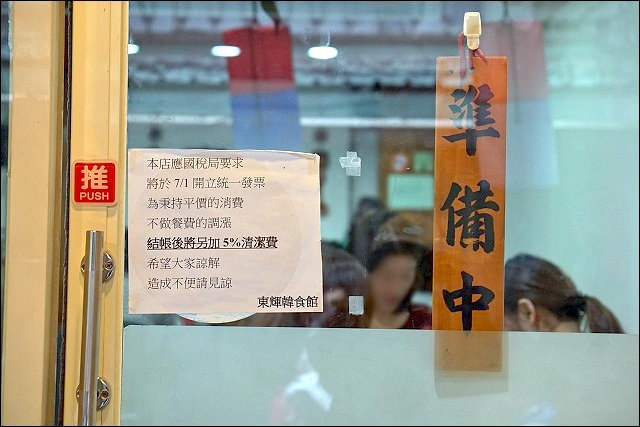 推
PUSH
本店應國稅局要求
將於 7/1 開立統一發票
為秉持平價的消費
不做餐費的調漲
結帳後將另加 5%清潔費
希望大家諒解
造成不便請見諒
東輝韓食館
準備中